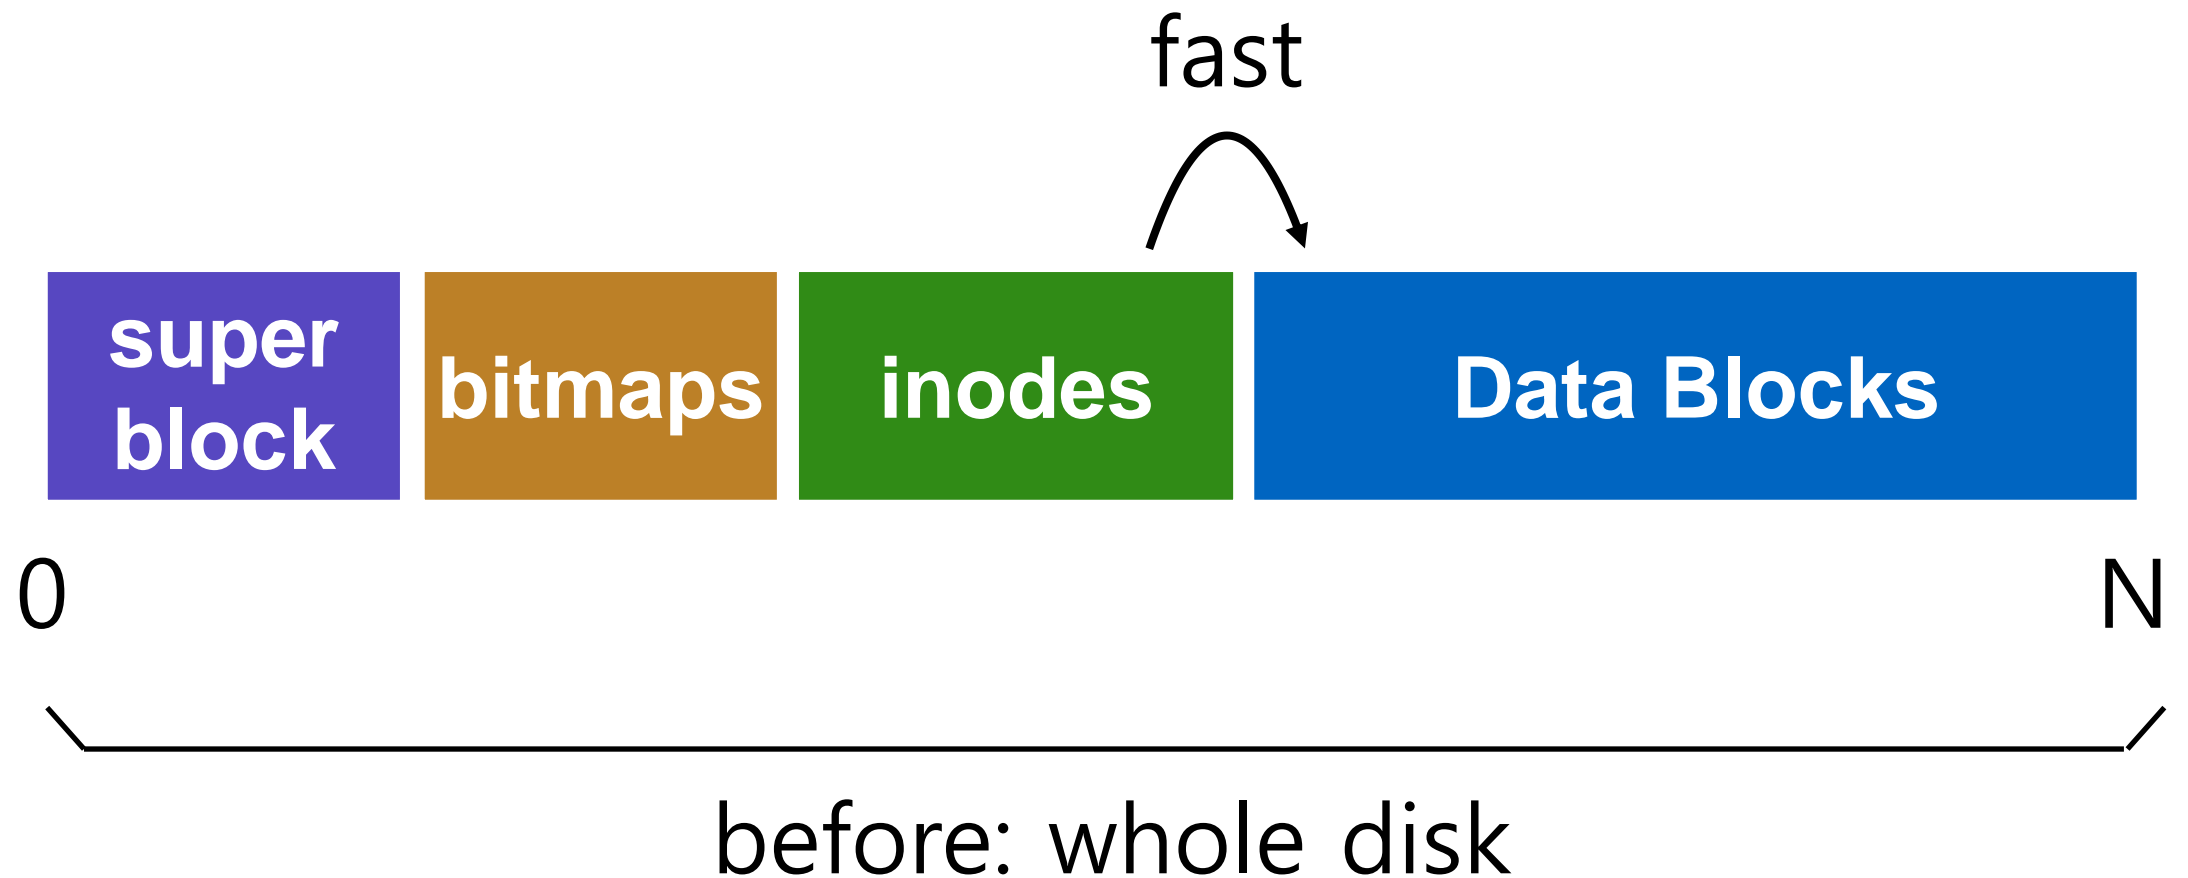 fast
super
block
bitmaps
inodes
Data Blocks
0
N
before: whole disk